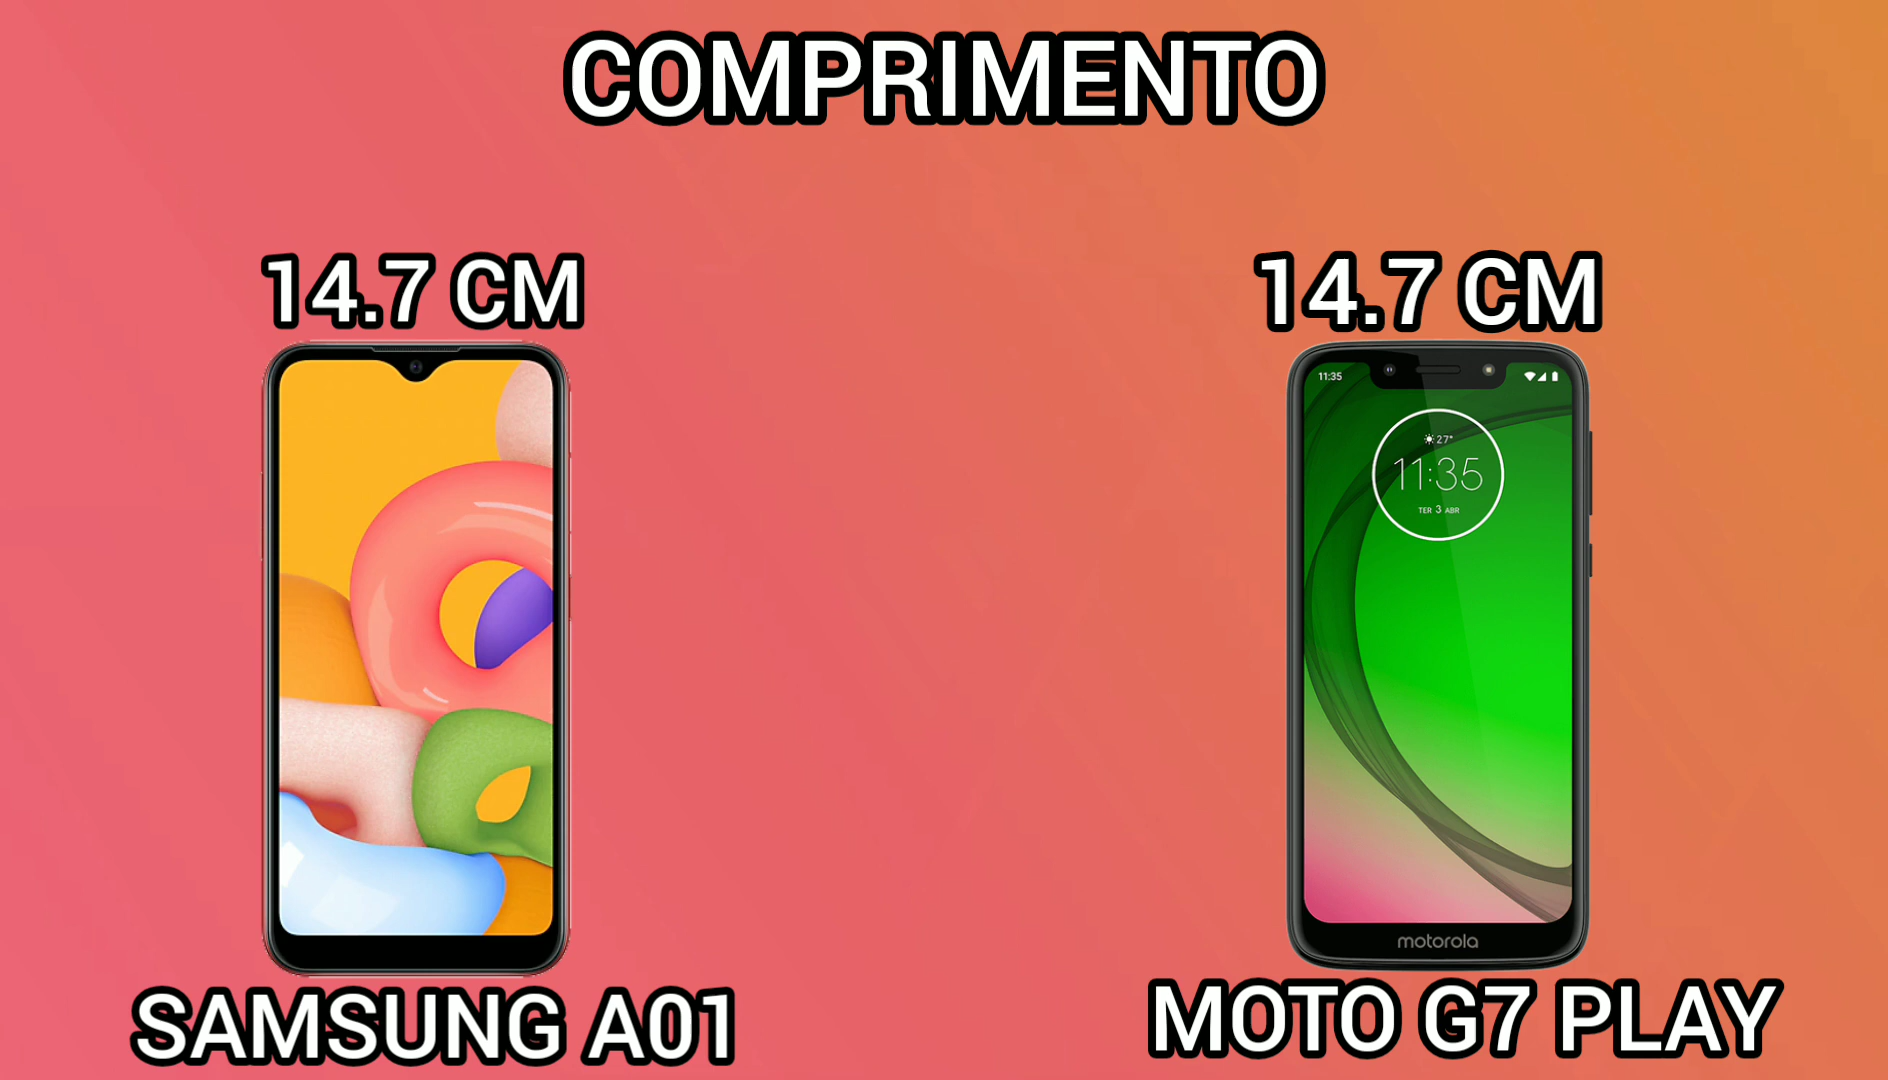 COMPRIMENTO
14.7 CM
14.7 CM
11:35
27°
11:35
TER 3 ABR
motorola
SAMSUNG A01
MOTO G7 PLAY